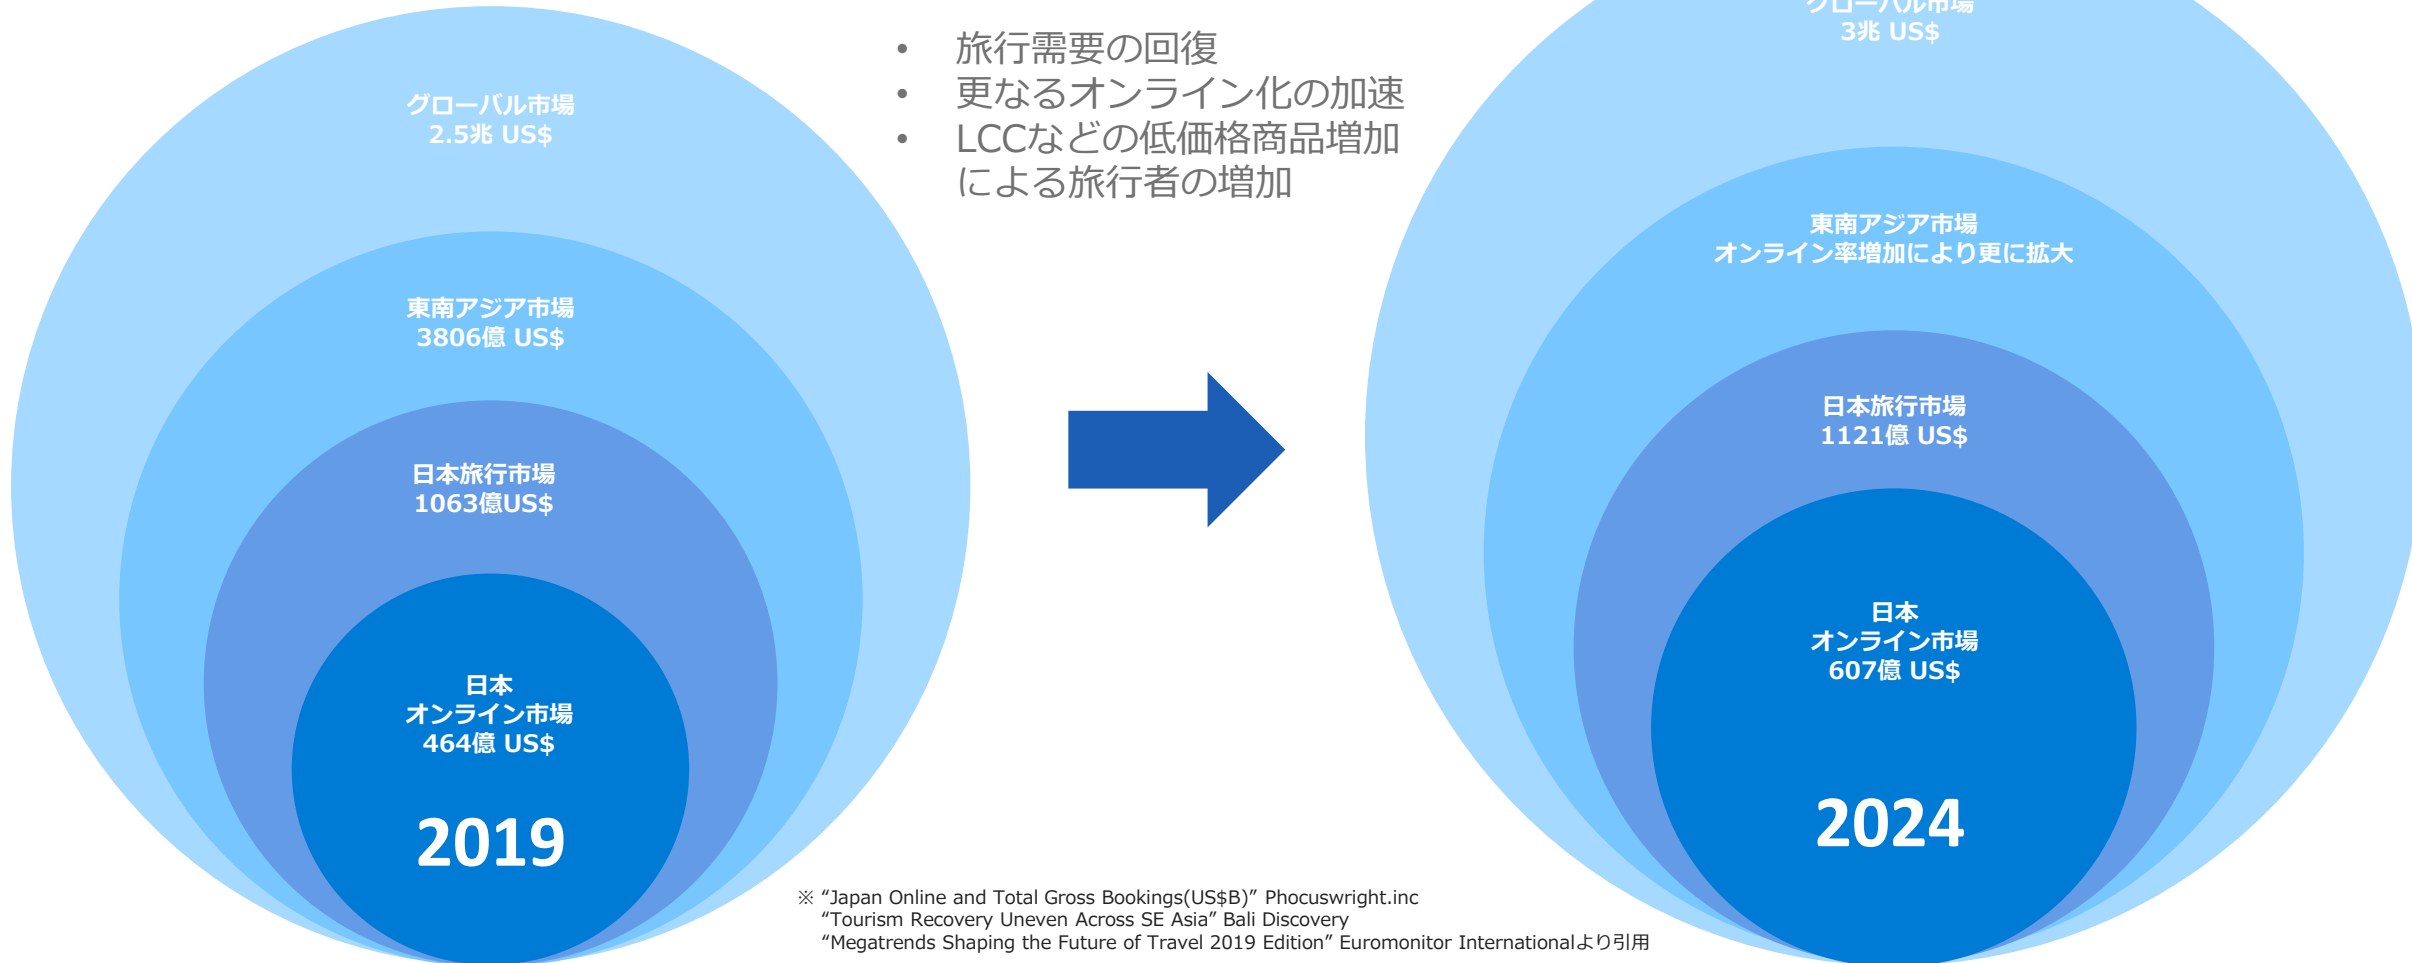 グローバル市場
2.5兆 US$
東南アジア市場
3806億 US$
日本旅行市場
1063億US$
日本
オンライン市場
464億 US$
2019
• 旅行需要の回復
• 更なるオンライン化の加速
• LCCなどの低価格商品増加
による旅行者の増加
グローバル市場
3兆 US$
東南アジア市場
オンライン率増加により更に拡大
日本旅行市場
1121億 US$
日本
オンライン市場
607億 US$
2024
※ “Japan Online and Total Gross Bookings(US$B)” Phocuswright.inc
“Tourism Recovery Uneven Across SE Asia” Bali Discovery
“Megatrends Shaping the Future of Travel 2019 Edition” Euromonitor Internationalより引用